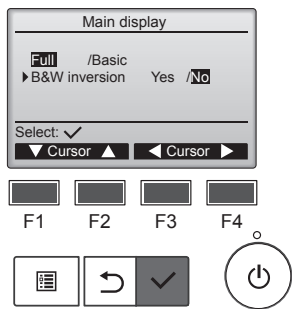 Main display
Full /Basic
▶B&W inversion Yes /No
Select: ✓
▼ Cursor ▲ ◀ Cursor ▶
F1 F2 F3 F4